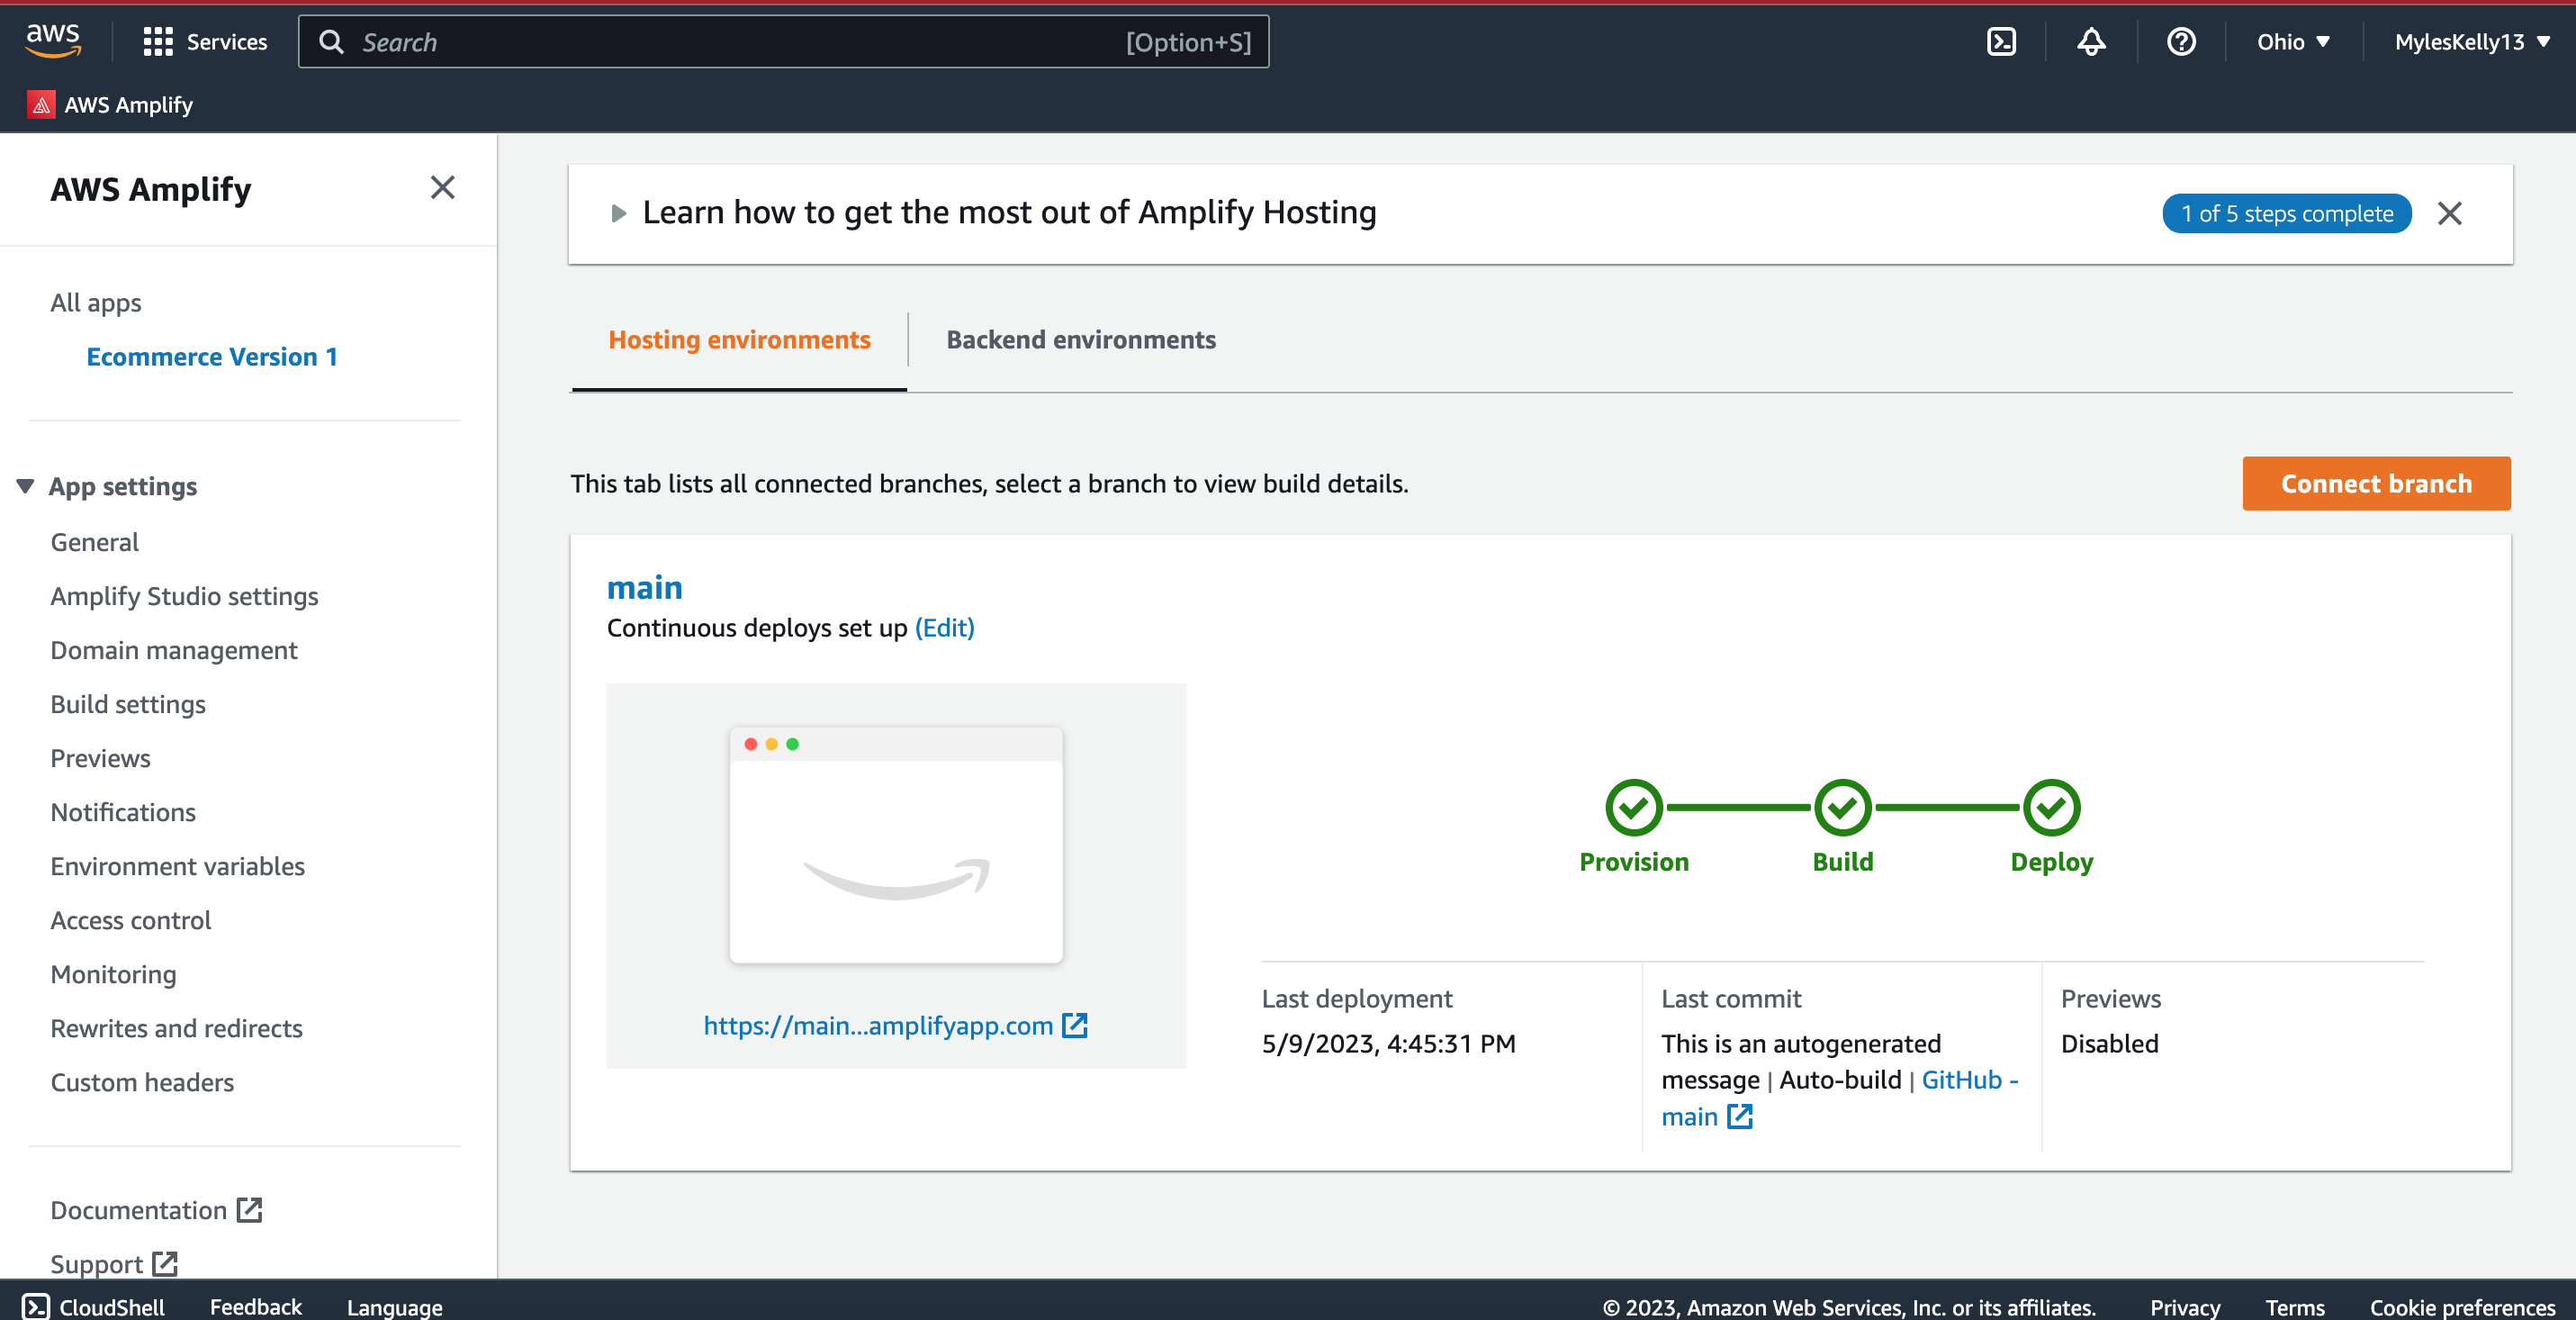 aws
Services
Search
[Option+S]
Ohio
MylesKelly13
AWS Amplify
AWS Amplify
All apps
Ecommerce Version 1
App settings
General
Amplify Studio settings
Domain management
Build settings
Previews
Notifications
Environment variables
Access control
Monitoring
Rewrites and redirects
Custom headers
Documentation
Support
Learn how to get the most out of Amplify Hosting
1 of 5 steps complete
Hosting environments
Backend environments
This tab lists all connected branches, select a branch to view build details.
Connect branch
main
Continuous deploys set up (Edit)
https://main...amplifyapp.com
Provision
Build
Deploy
Last deployment
5/9/2023, 4:45:31 PM
Last commit
This is an autogenerated
message | Auto-build | GitHub -
main
Previews
Disabled
CloudShell
Feedback
Language
© 2023, Amazon Web Services, Inc. or its affiliates.
Privacy
Terms
Cookie preferences